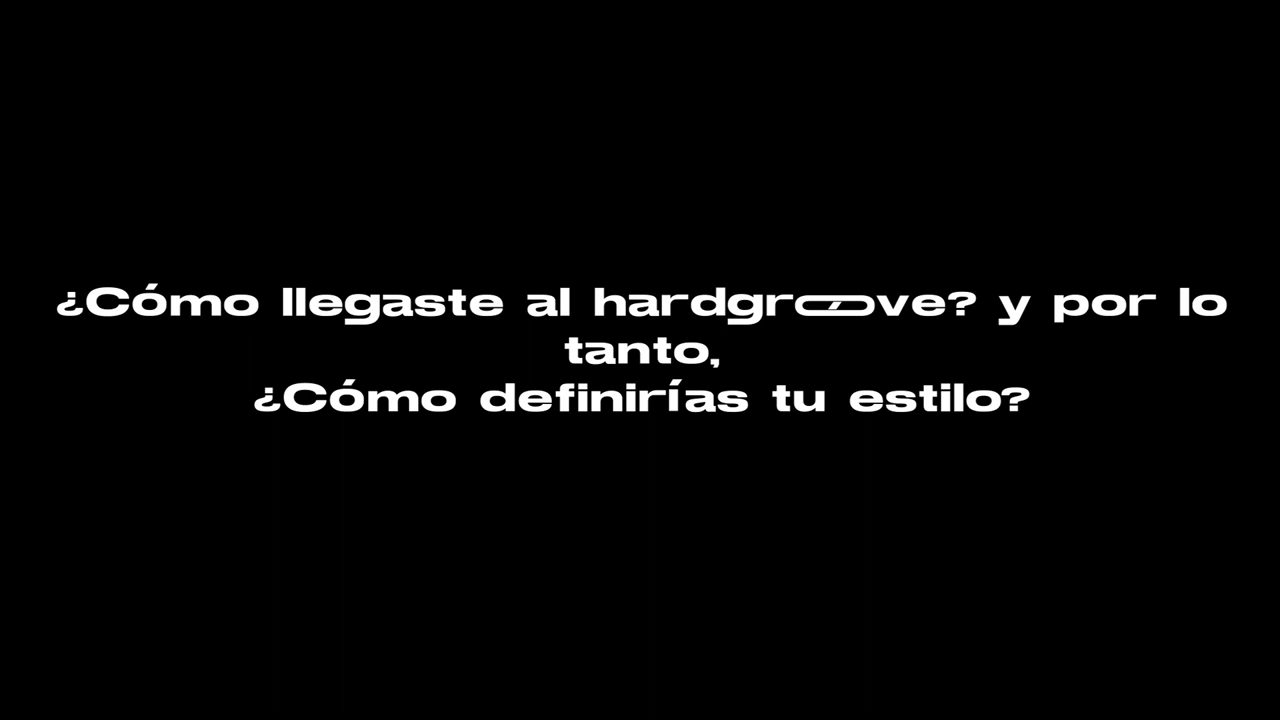 ¿Cómo llegaste al hardgroove? y por lo
tanto,
¿Cómo definirías tu estilo?